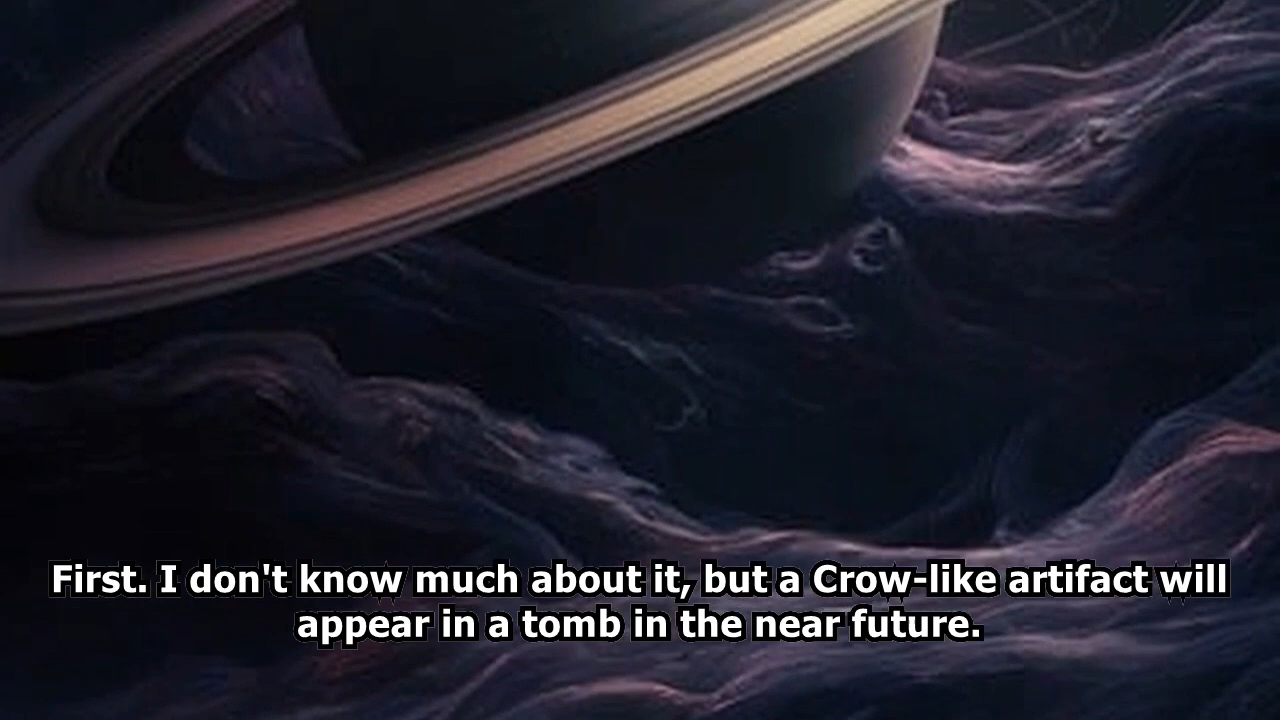 First. I don't know much about it, but a Crow-like artifact will
appear in a tomb in the near future.